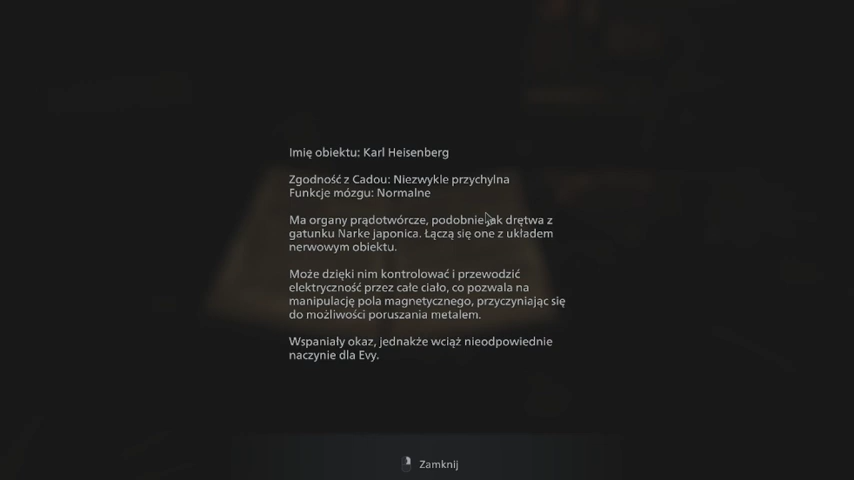 Imię obiektu: Karl Heisenberg
Zgodność z Cadou: Niezwykle przychylna
Funkcje mózgu: Normalne
Ma organy prądotwórcze, podobnie jak drętwa z
gatunku Narke japonica. Łączą się one z układem
nerwowym obiektu.
Może dzięki nim kontrolować i przewodzić
elektryczność przez całe ciało, co pozwala na
manipulację pola magnetycznego, przyczyniając się
do możliwości poruszania metalem.
Wspaniały okaz, jednakże wciąż nieodpowiednie
naczynie dla Evy.
Zamknij